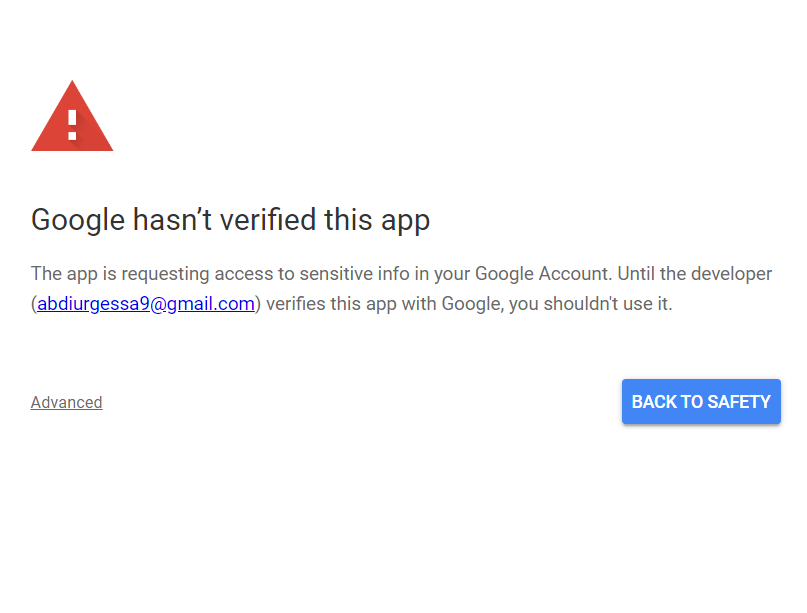 Google hasn’t verified this app
The app is requesting access to sensitive info in your Google Account. Until the developer
(abdiurgessa9@gmail.com) verifies this app with Google, you shouldn't use it.
Advanced
BACK TO SAFETY